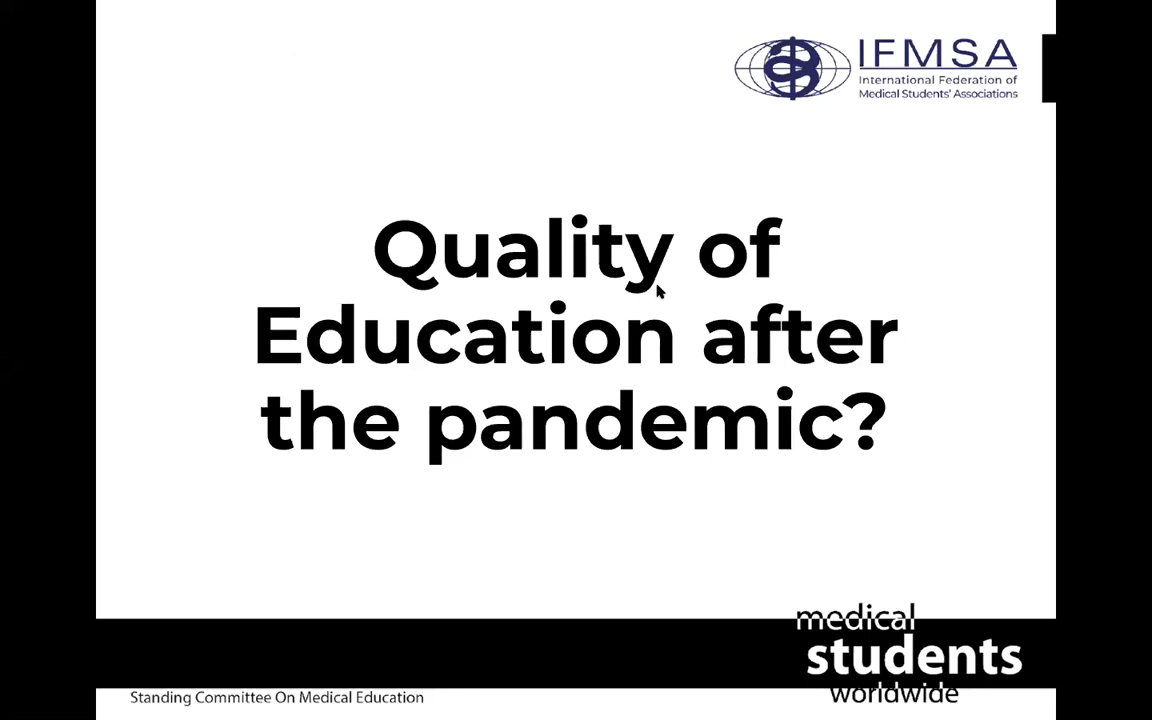 IFMSA
International Federation of
Medical Students' Associations
Quality of
Education after
the pandemic?
medical
students
worldwide
Standing Committee On Medical Education